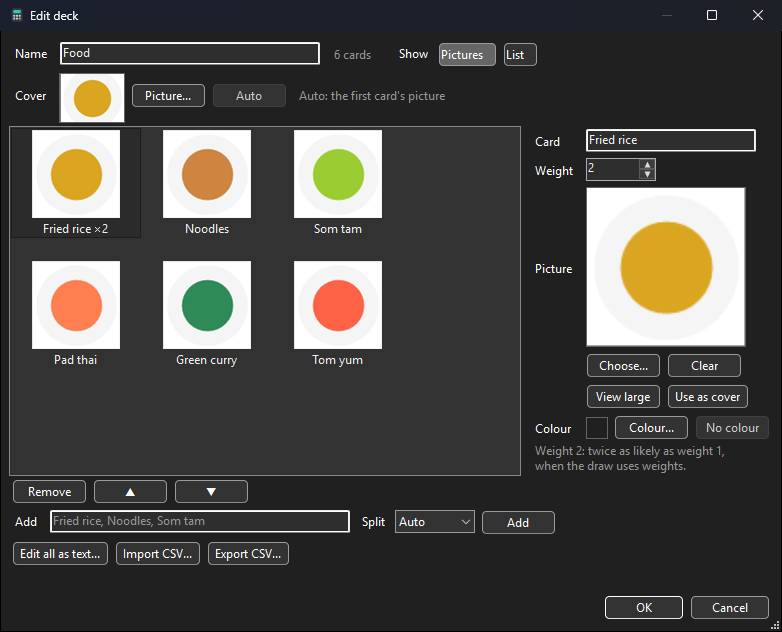 Edit deck
Name Food 6 cards Show Pictures List
Cover Picture... Auto Auto: the first card's picture
Fried rice ×2 Noodles Som tam
Pad thai Green curry Tom yum
Card Fried rice
Weight 2
Picture
Choose... Clear
View large Use as cover
Colour Colour... No colour
Weight 2: twice as likely as weight 1,
when the draw uses weights.
Remove ▲ ▼
Add Fried rice, Noodles, Som tam Split Auto Add
Edit all as text... Import CSV... Export CSV...
OK Cancel